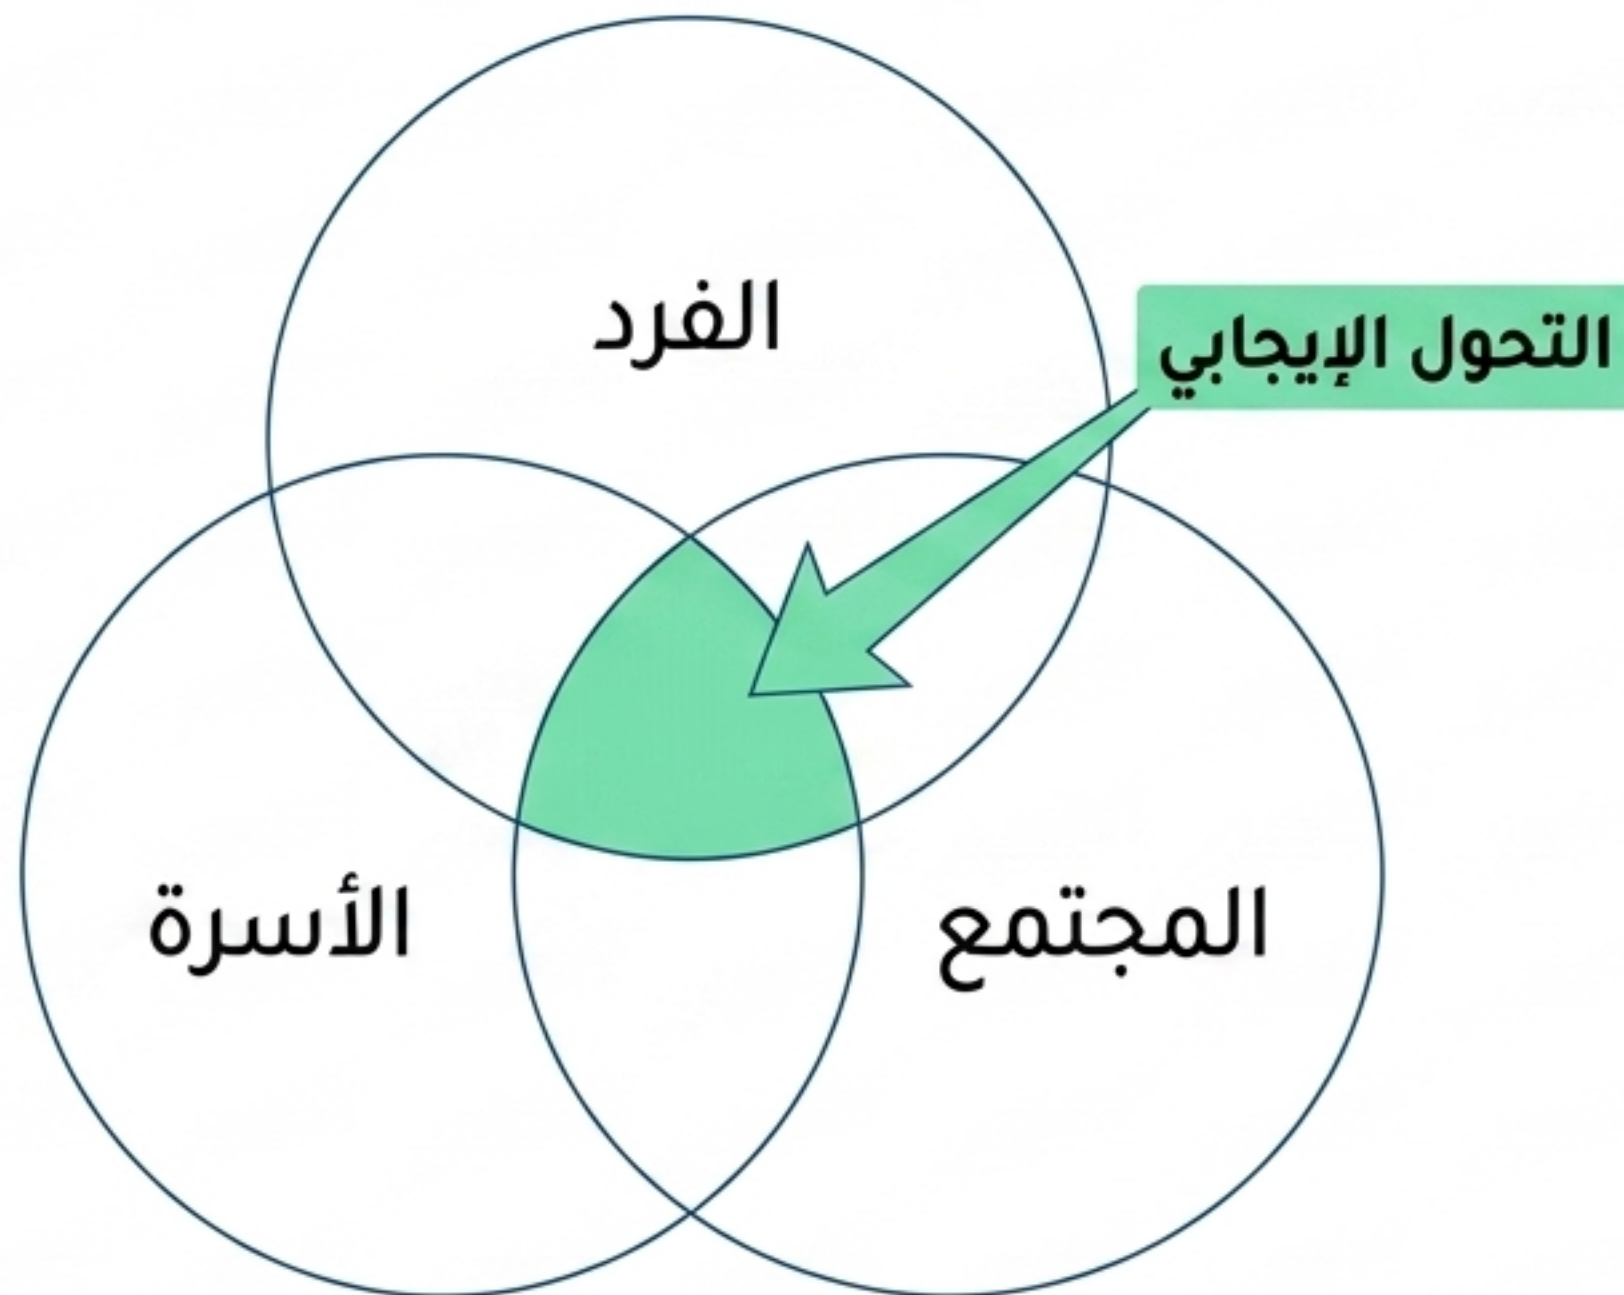 الفرد
التحول الإيجابي
المجتمع
الأسرة